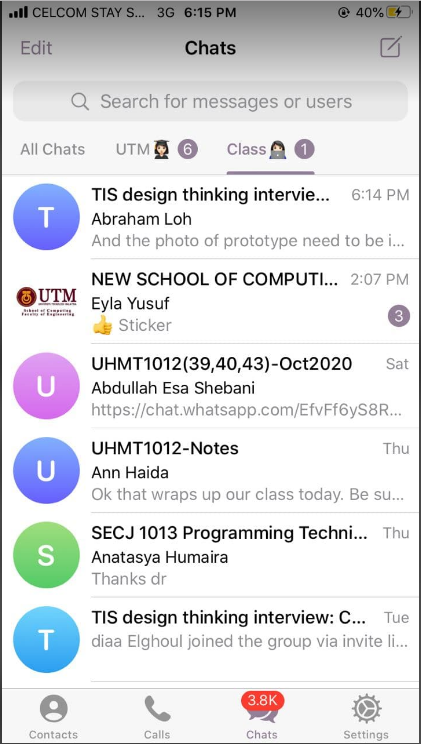 CELCOM STAY S... 3G 6:15 PM 40%
Edit Chats
Search for messages or users
All Chats UTM 6 Class 1
T TIS design thinking intervie... 6:14 PM
Abraham Loh
And the photo of prototype need to be i...
UTM NEW SCHOOL OF COMPUTI... 2:07 PM
School of Computing
Faculty of Engineering
Eyla Yusuf
Sticker 3
U UHMT1012(39,40,43)-Oct2020 Sat
Abdullah Esa Shebani
https://chat.whatsapp.com/EfvFf6yS8R...
U UHMT1012-Notes Thu
Ann Haida
Ok that wraps up our class today. Be su...
S SECJ 1013 Programming Techni... Thu
Anatasya Humaira
Thanks dr
T TIS design thinking interview: C... Tue
diaa Elghoul joined the group via invite li...
3.8K
Contacts Calls Chats Settings